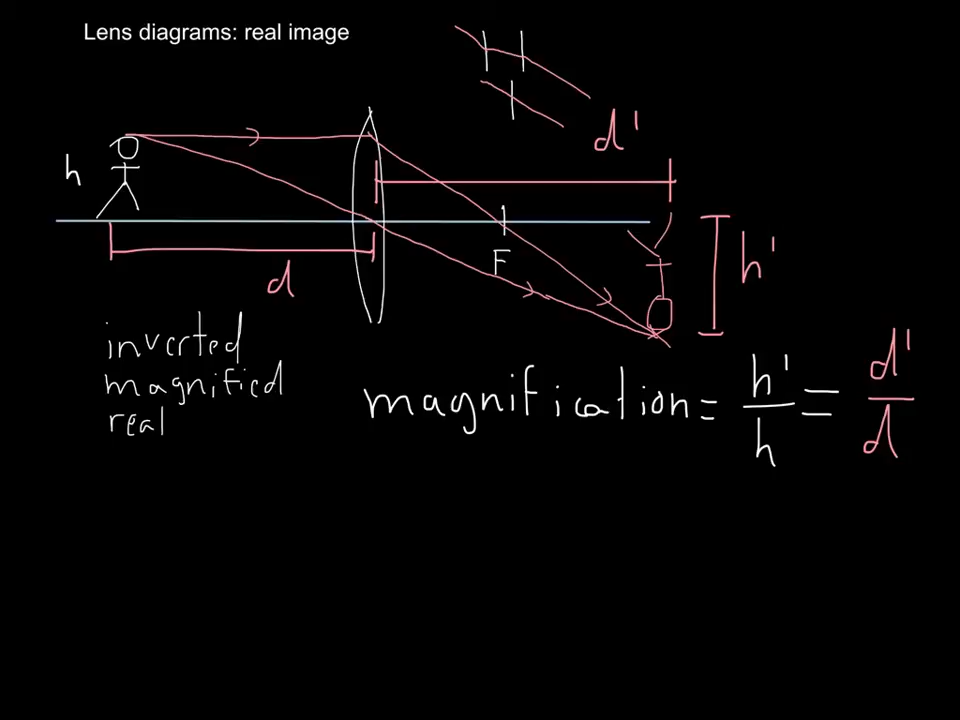 Lens diagrams: real image
d'
h
h'
F
d
inverted
magnified
real
magnification = h'/h = d'/d